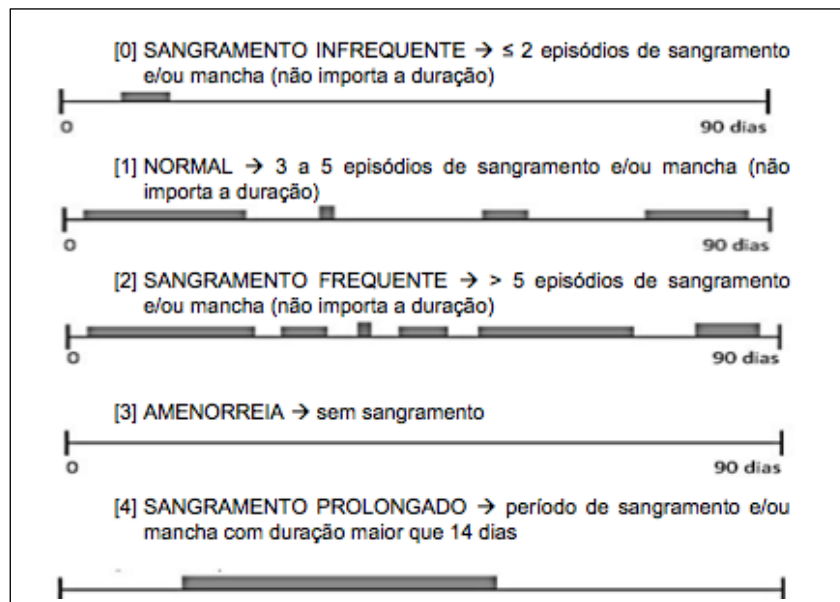 [0] SANGRAMENTO INFREQUENTE → ≤ 2 episódios de sangramento
e/ou mancha (não importa a duração)
0 90 dias
[1] NORMAL → 3 a 5 episódios de sangramento e/ou mancha (não
importa a duração)
0 90 dias
[2] SANGRAMENTO FREQUENTE → > 5 episódios de sangramento
e/ou mancha (não importa a duração)
0 90 dias
[3] AMENORREIA → sem sangramento
0 90 dias
[4] SANGRAMENTO PROLONGADO → período de sangramento e/ou
mancha com duração maior que 14 dias